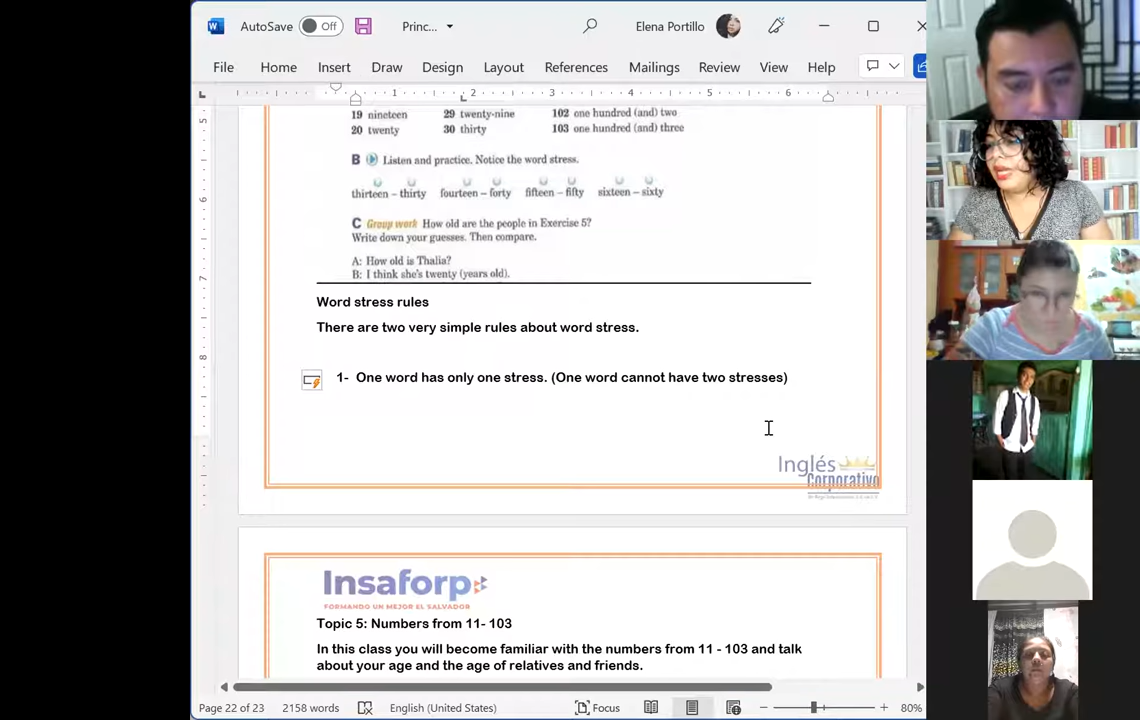 AutoSave Off Princ... Elena Portillo
File Home Insert Draw Design Layout References Mailings Review View Help
1 2 3 4 5 6
19 nineteen 29 twenty-nine 102 one hundred (and) two
20 twenty 30 thirty 103 one hundred (and) three
B Listen and practice. Notice the word stress.
thirteen – thirty fourteen – forty fifteen – fifty sixteen – sixty
C Group work How old are the people in Exercise 5?
Write down your guesses. Then compare.
A: How old is Thalia?
B: I think she's twenty (years old).
Word stress rules
There are two very simple rules about word stress.
1- One word has only one stress. (One word cannot have two stresses)
Inglés
Corporativo
Insaforp
FORMANDO UN MEJOR EL SALVADOR
Topic 5: Numbers from 11- 103
In this class you will become familiar with the numbers from 11 - 103 and talk
about your age and the age of relatives and friends.
Page 22 of 23 2158 words English (United States) Focus 80%